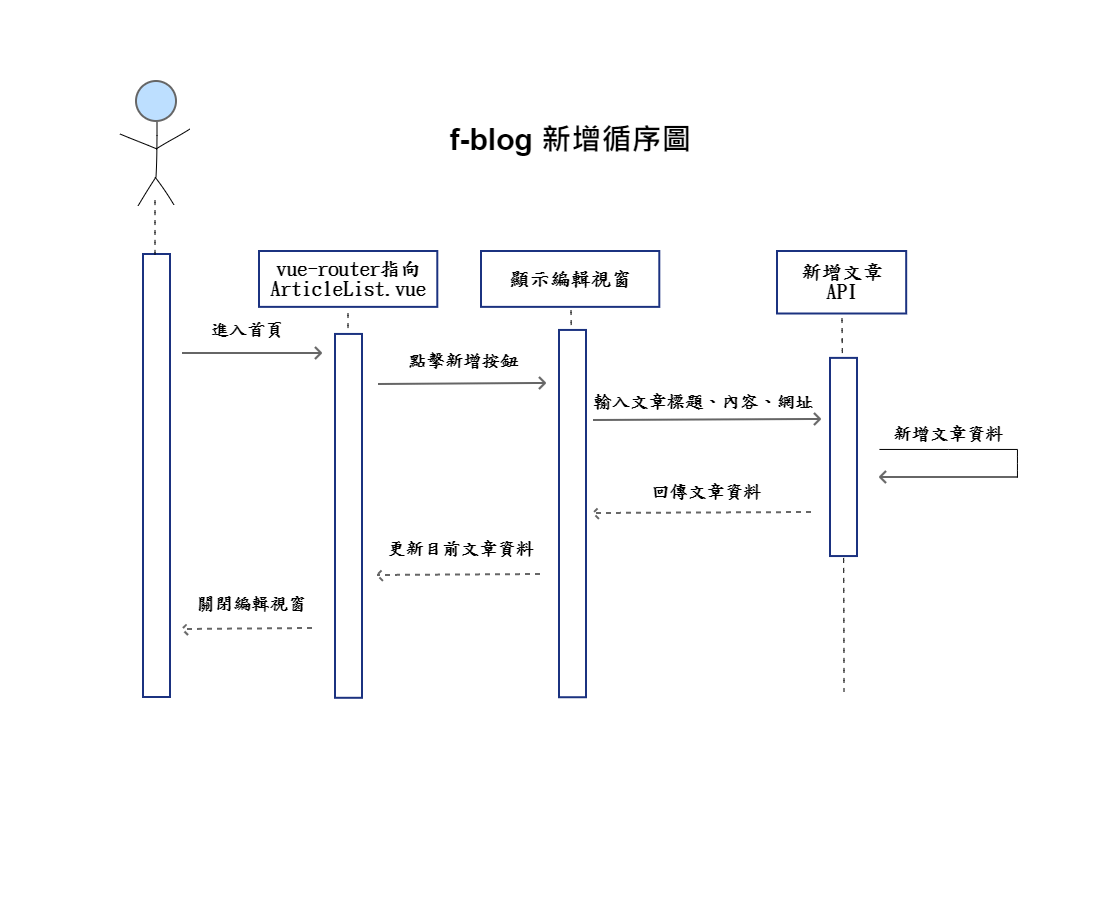 f-blog 新增循序圖
vue-router指向
ArticleList.vue
顯示編輯視窗
新增文章
API
進入首頁
點擊新增按鈕
輸入文章標題、內容、網址
新增文章資料
回傳文章資料
更新目前文章資料
關閉編輯視窗